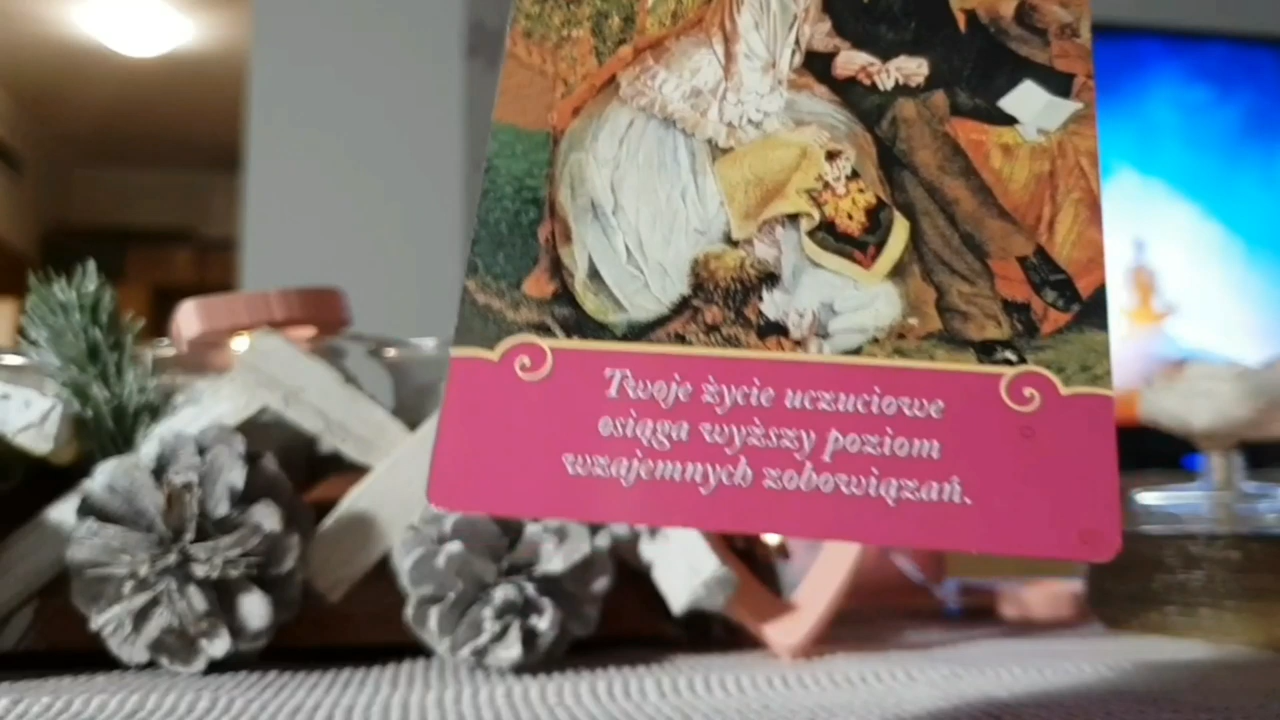 Twoje życie uczuciowe
osiąga wyższy poziom
wzajemnych zobowiązań.